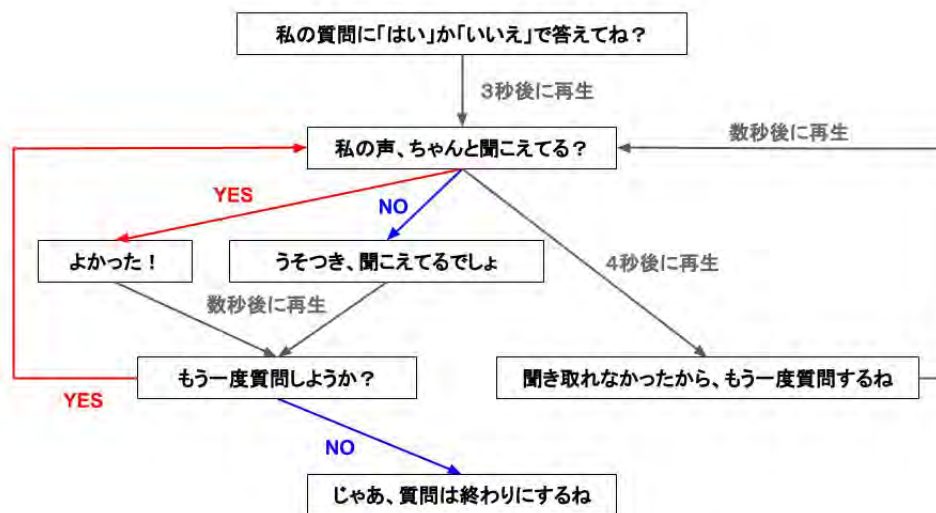 私の質問に「はい」か「いいえ」で答えてね？
3秒後に再生
数秒後に再生
私の声、ちゃんと聞こえてる？
YES
NO
よかった！
うそつき、聞こえてるでしょ
4秒後に再生
数秒後に再生
もう一度質問しようか？
聞き取れなかったから、もう一度質問するね
YES
NO
じゃあ、質問は終わりにするね